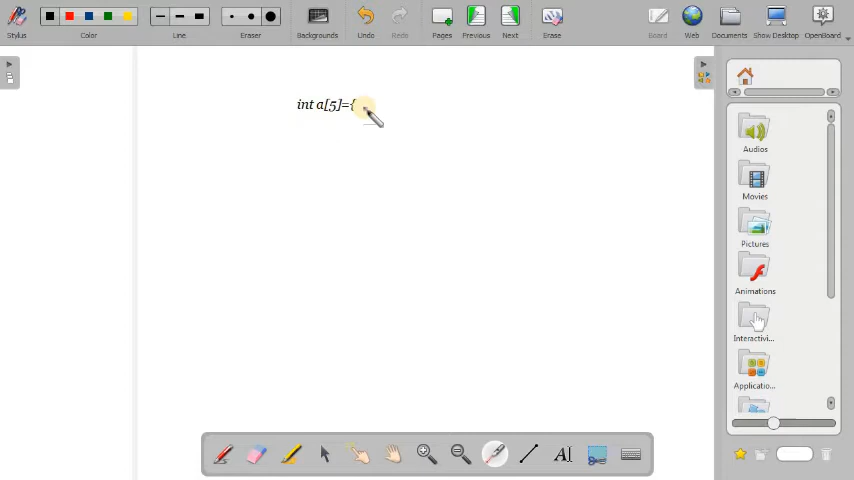 Stylus Color Line Eraser Backgrounds Undo Redo Pages Previous Next Erase Board Web Documents Show Desktop OpenBoard
int a[5]={
Audios
Movies
Pictures
Animations
Interactivi...
Applicatio...